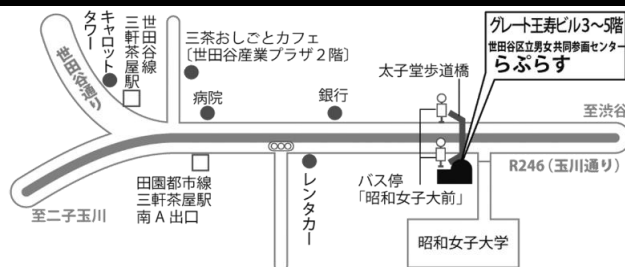 グレート王寿ビル3〜5階
世田谷区立男女共同参画センター
らぷらす
世田谷通り
キャロット
タワー
世田谷線
三軒茶屋駅
三茶おしごとカフェ
〔世田谷産業プラザ2階〕
太子堂歩道橋
病院
銀行
至渋谷
R246(玉川通り)
田園都市線
三軒茶屋駅
南A出口
レンタカー
バス停
「昭和女子大前」
至二子玉川
昭和女子大学